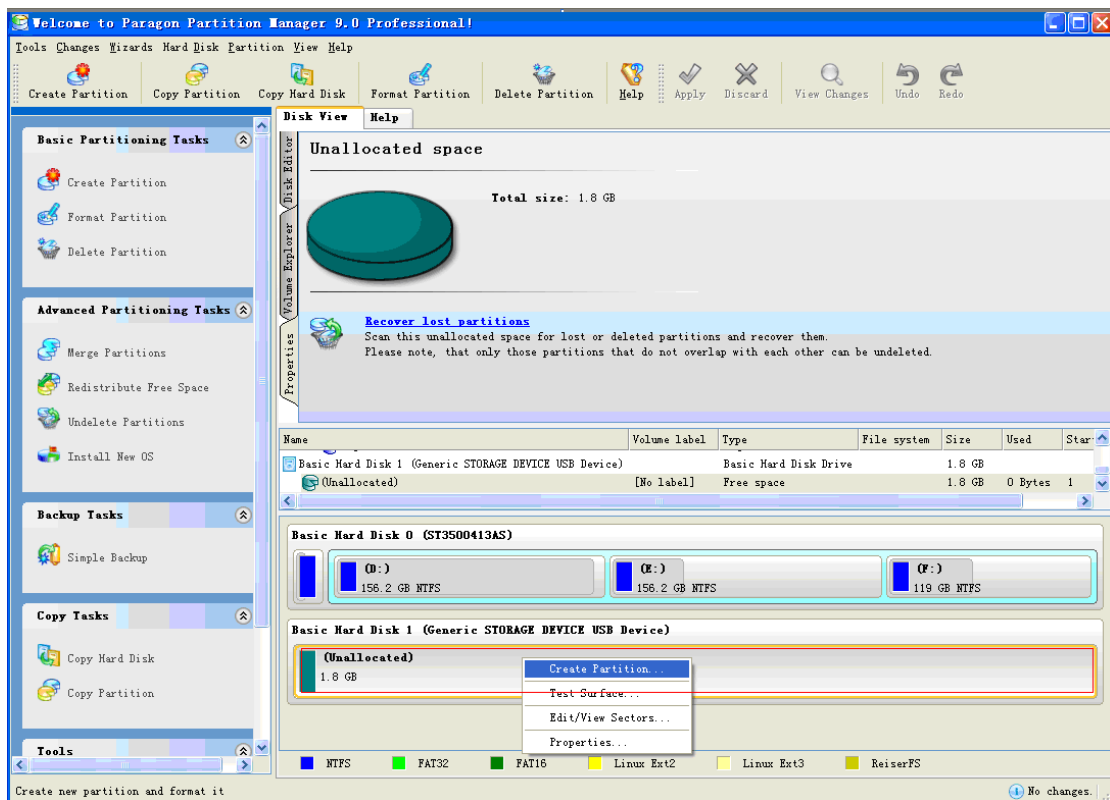 Welcome to Paragon Partition Manager 9.0 Professional!
Tools Changes Wizards Hard Disk Partition View Help
Create Partition Copy Partition Copy Hard Disk Format Partition Delete Partition Help Apply Discard View Changes Undo Redo
Disk View Help
Basic Partitioning Tasks
Create Partition
Format Partition
Delete Partition
Advanced Partitioning Tasks
Merge Partitions
Redistribute Free Space
Undelete Partitions
Install New OS
Backup Tasks
Simple Backup
Copy Tasks
Copy Hard Disk
Copy Partition
Tools
Disk Editor
Volume Explorer
Properties
Unallocated space
Total size: 1.8 GB
Recover lost partitions
Scan this unallocated space for lost or deleted partitions and recover them.
Please note, that only those partitions that do not overlap with each other can be undeleted.
Name Volume label Type File system Size Used Star
Basic Hard Disk 1 (Generic STORAGE DEVICE USB Device) Basic Hard Disk Drive 1.8 GB
(Unallocated) [No label] Free space 1.8 GB 0 Bytes 1
Basic Hard Disk 0 (ST3500413AS)
(D:) (E:) (F:)
156.2 GB NTFS 156.2 GB NTFS 119 GB NTFS
Basic Hard Disk 1 (Generic STORAGE DEVICE USB Device)
(Unallocated)
1.8 GB
Create Partition...
Test Surface...
Edit/View Sectors...
Properties...
NTFS FAT32 FAT16 Linux Ext2 Linux Ext3 ReiserFS
Create new partition and format it No changes.